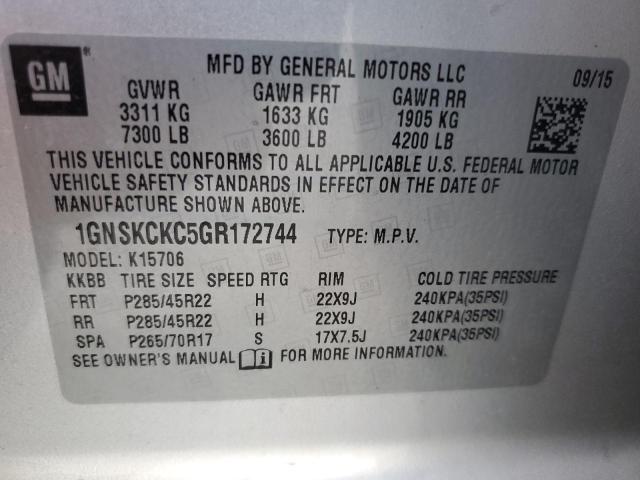 GM ®
MFD BY GENERAL MOTORS LLC 09/15
GVWR GAWR FRT GAWR RR
3311 KG 1633 KG 1905 KG
7300 LB 3600 LB 4200 LB
THIS VEHICLE CONFORMS TO ALL APPLICABLE U.S. FEDERAL MOTOR
VEHICLE SAFETY STANDARDS IN EFFECT ON THE DATE OF
MANUFACTURE SHOWN ABOVE.
1GNSKCKC5GR172744 TYPE: M.P.V.
MODEL: K15706
KKBB TIRE SIZE SPEED RTG RIM COLD TIRE PRESSURE
FRT P285/45R22 H 22X9J 240KPA(35PSI)
RR P285/45R22 H 22X9J 240KPA(35PSI)
SPA P265/70R17 S 17X7.5J 240KPA(35PSI)
SEE OWNER'S MANUAL i FOR MORE INFORMATION.